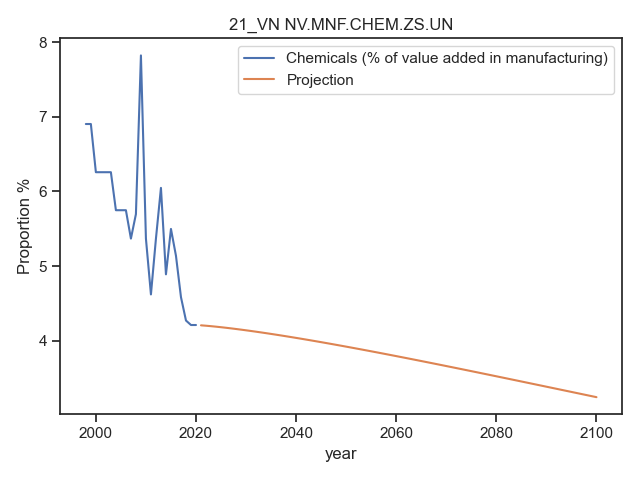 21_VN NV.MNF.CHEM.ZS.UN
Chemicals (% of value added in manufacturing)
Projection
Proportion %
8
7
6
5
4
2000
2020
2040
2060
2080
2100
year